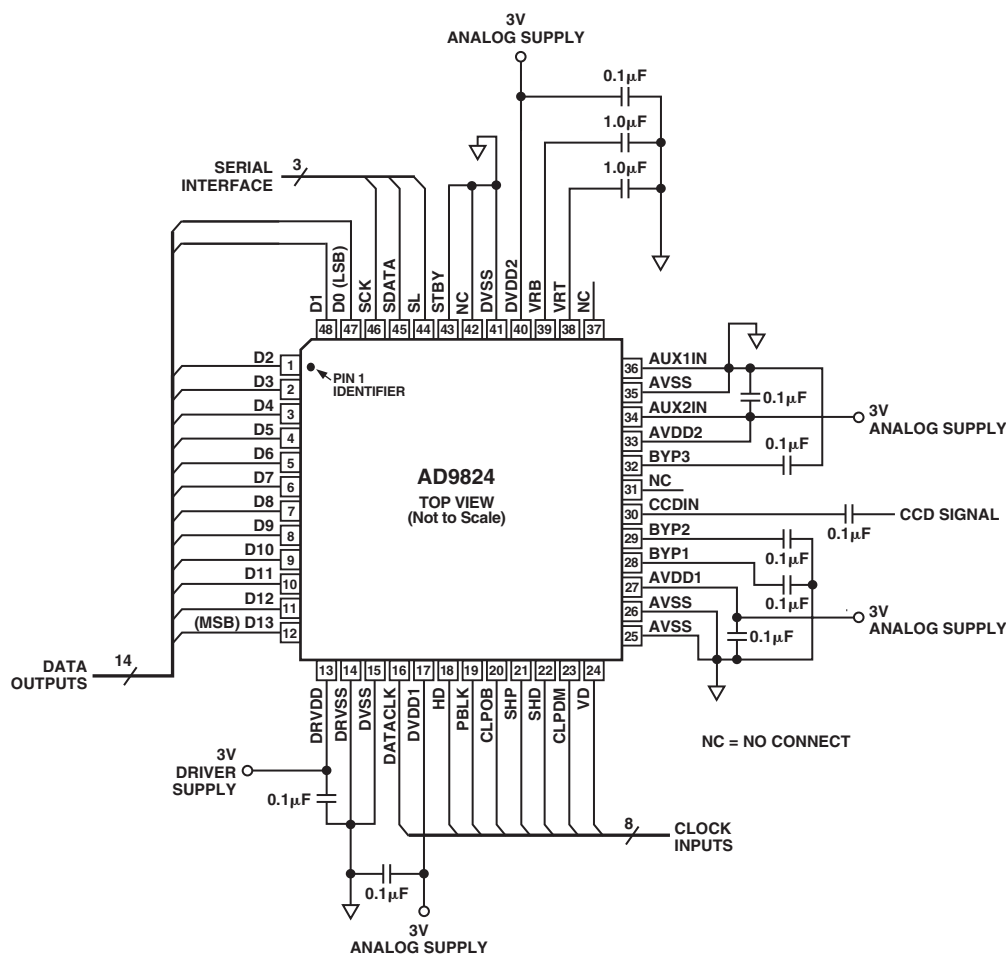 3V
ANALOG SUPPLY
0.1µF
1.0µF
1.0µF
SERIAL
INTERFACE
3
D1
D0 (LSB)
SCK
SDATA
SL
STBY
NC
DVSS
DVDD2
VRB
VRT
NC
48
47
46
45
44
43
42
41
40
39
38
37
D2
D3
D4
D5
D6
D7
D8
D9
D10
D11
D12
(MSB) D13
1
2
3
4
5
6
7
8
9
10
11
12
PIN 1
IDENTIFIER
AD9824
TOP VIEW
(Not to Scale)
36
35
34
33
32
31
30
29
28
27
26
25
AUX1IN
AVSS
AUX2IN
AVDD2
BYP3
NC
CCDIN
BYP2
BYP1
AVDD1
AVSS
AVSS
0.1µF
3V
ANALOG SUPPLY
0.1µF
0.1µF
CCD SIGNAL
0.1µF
0.1µF
0.1µF
3V
ANALOG SUPPLY
DATA
OUTPUTS
14
13
14
15
16
17
18
19
20
21
22
23
24
DRVDD
DRVSS
DVSS
DATACLK
DVDD1
HD
PBLK
CLPOB
SHP
SHD
CLPDM
VD
NC = NO CONNECT
3V
DRIVER
SUPPLY
0.1µF
8
CLOCK
INPUTS
0.1µF
3V
ANALOG SUPPLY